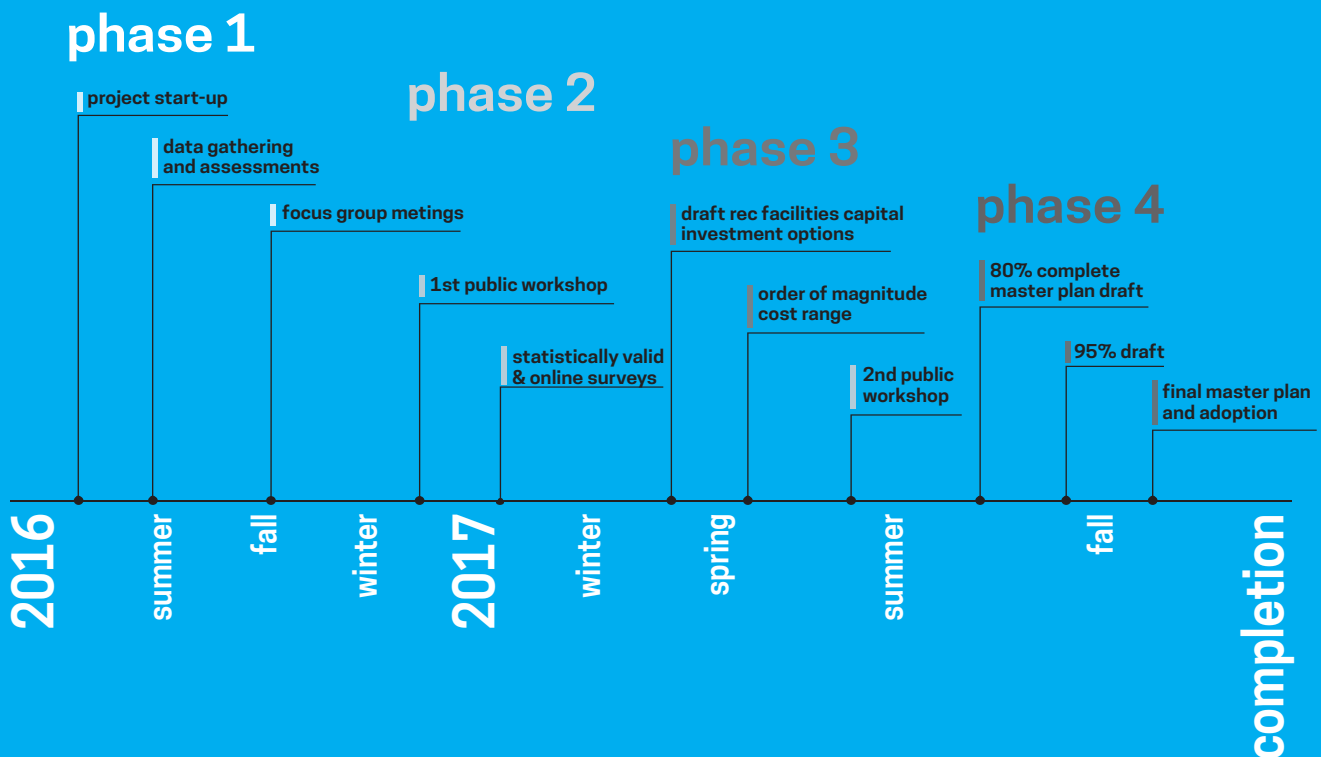 phase 1
project start-up
data gathering
and assessments
focus group metings
phase 2
1st public workshop
statistically valid
& online surveys
phase 3
draft rec facilities capital
investment options
order of magnitude
cost range
2nd public
workshop
phase 4
80% complete
master plan draft
95% draft
final master plan
and adoption
2016
summer
fall
winter
2017
winter
spring
summer
fall
completion